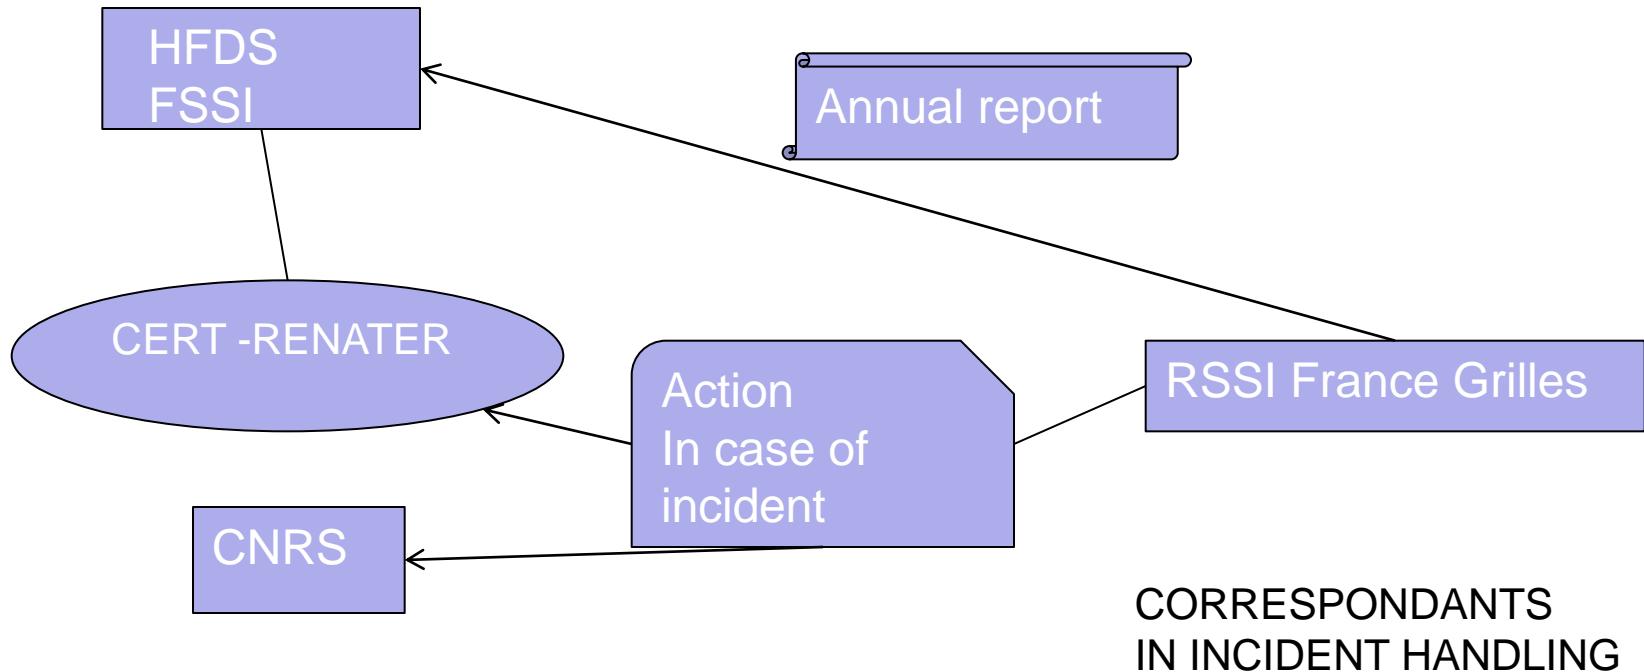 HFDS
FSSI
Annual report
CERT -RENATER
Action
In case of
incident
RSSI France Grilles
CNRS
CORRESPONDANTS
IN INCIDENT HANDLING